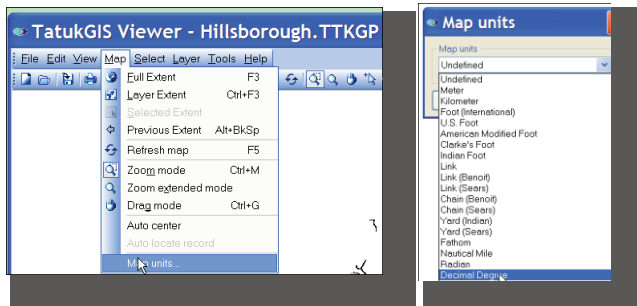 TatukGIS Viewer - Hillsborough.TTKGP
File Edit View Map Select Layer Tools Help
Full Extent F3
Layer Extent Ctrl+F3
Selected Extent
Previous Extent Alt+BkSp
Refresh map F5
Zoom mode Ctrl+M
Zoom extended mode
Drag mode Ctrl+G
Auto center
Auto locate record
Map units...
Map units
Map units
Undefined
Undefined
Meter
Kilometer
Foot (International)
U.S. Foot
American Modified Foot
Clarke's Foot
Indian Foot
Link
Link (Benoit)
Link (Sears)
Chain (Benoit)
Chain (Sears)
Yard (Indian)
Yard (Sears)
Fathom
Nautical Mile
Radian
Decimal Degree